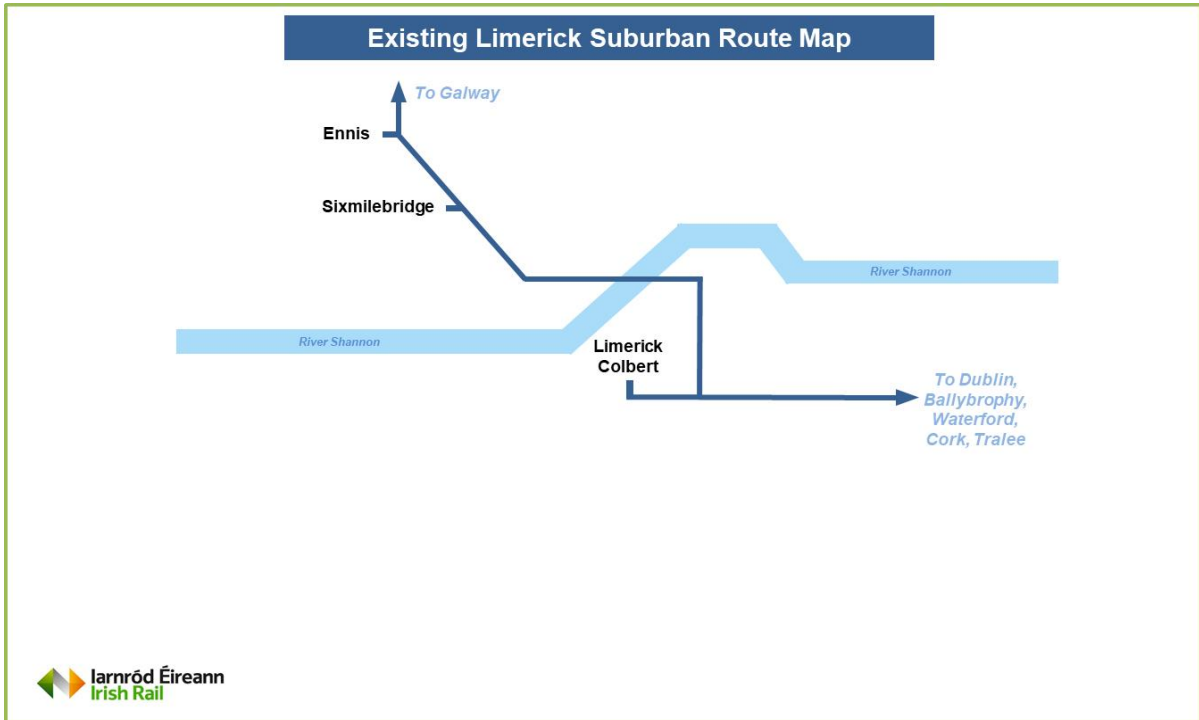 Existing Limerick Suburban Route Map
To Galway
Ennis
Sixmilebridge
River Shannon
River Shannon
Limerick
Colbert
To Dublin,
Ballybrophy,
Waterford,
Cork, Tralee
Iarnród Éireann
Irish Rail